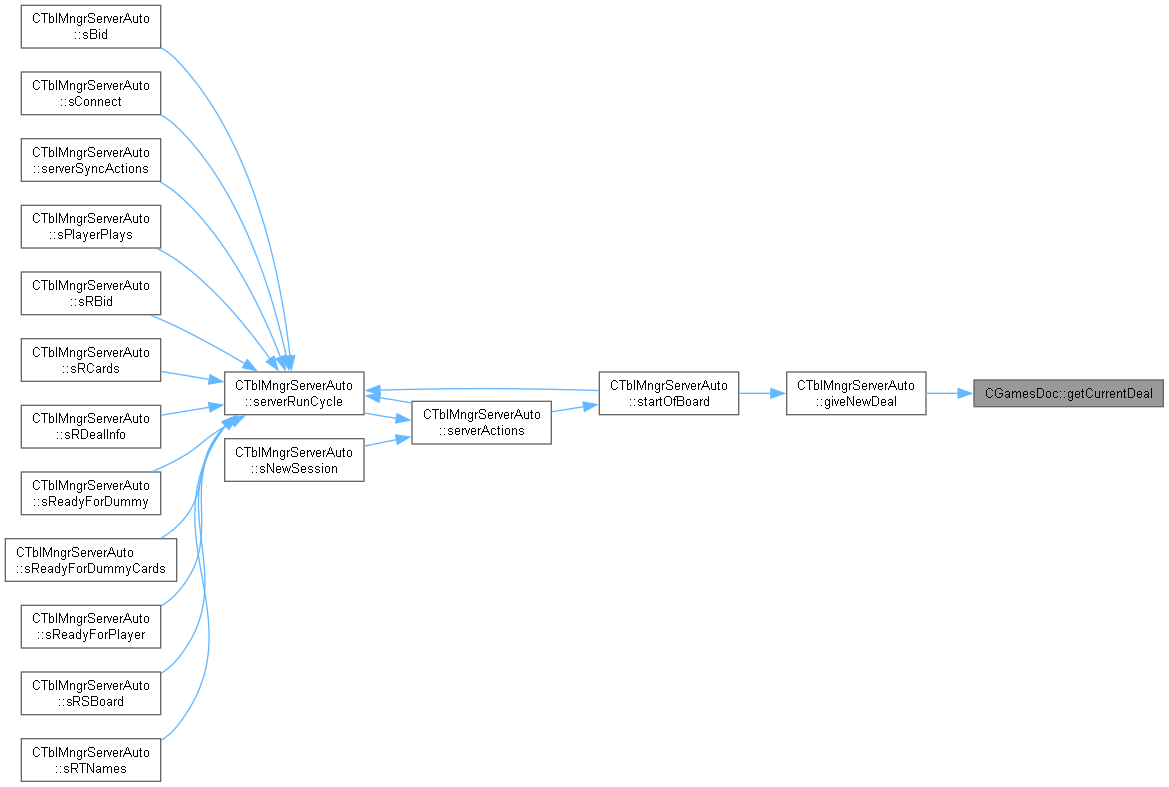 CTblMngrServerAuto
::sBid
CTblMngrServerAuto
::sConnect
CTblMngrServerAuto
::serverSyncActions
CTblMngrServerAuto
::sPlayerPlays
CTblMngrServerAuto
::sRBid
CTblMngrServerAuto
::sRCards
CTblMngrServerAuto
::sRDealInfo
CTblMngrServerAuto
::sReadyForDummy
CTblMngrServerAuto
::sReadyForDummyCards
CTblMngrServerAuto
::sReadyForPlayer
CTblMngrServerAuto
::sRSBoard
CTblMngrServerAuto
::sRTNames
CTblMngrServerAuto
::serverRunCycle
CTblMngrServerAuto
::sNewSession
CTblMngrServerAuto
::serverActions
CTblMngrServerAuto
::startOfBoard
CTblMngrServerAuto
::giveNewDeal
CGamesDoc::getCurrentDeal